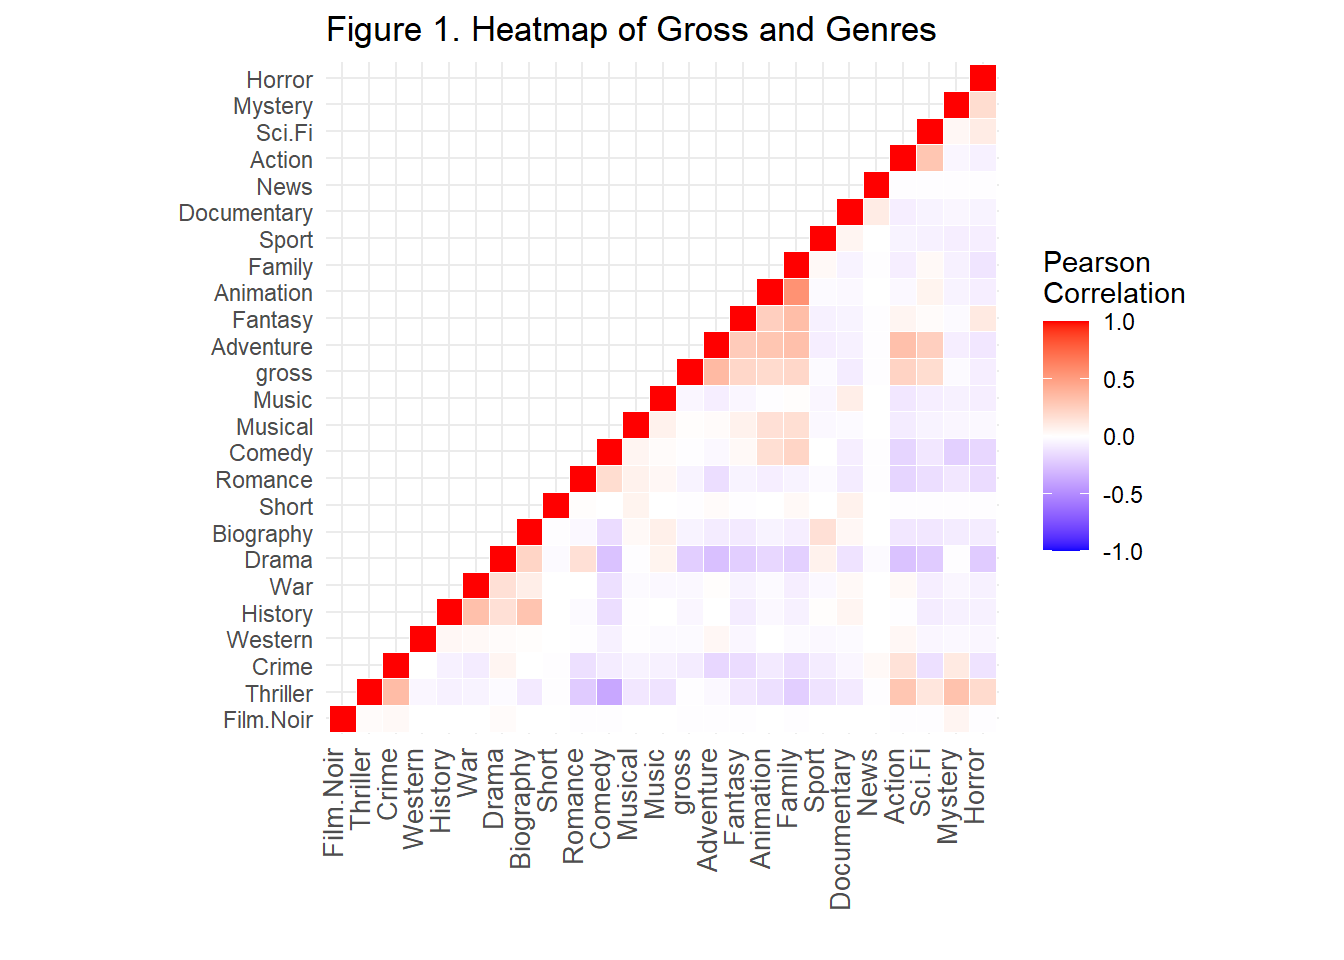 Figure 1. Heatmap of Gross and Genres
Horror
Mystery
Sci.Fi
Action
News
Documentary
Sport
Family
Animation
Fantasy
Adventure
gross
Music
Musical
Comedy
Romance
Short
Biography
Drama
War
History
Western
Crime
Thriller
Film.Noir
Film.Noir
Thriller
Crime
Western
History
War
Drama
Biography
Short
Romance
Comedy
Musical
Music
gross
Adventure
Fantasy
Animation
Family
Sport
Documentary
News
Action
Sci.Fi
Mystery
Horror
Pearson
Correlation
1.0
0.5
0.0
-0.5
-1.0